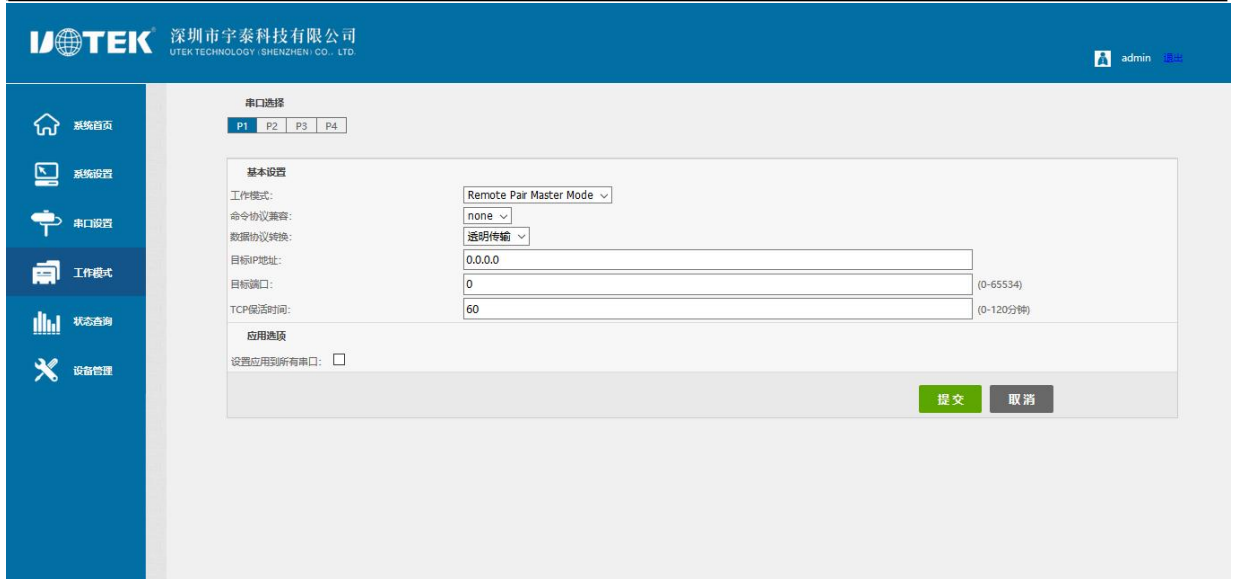 UOTEK 深圳市宇泰科技有限公司
UTEK TECHNOLOGY (SHENZHEN) CO., LTD.
admin 退出
系统首页
系统设置
串口设置
工作模式
状态查询
设备管理
串口选择
P1 P2 P3 P4
基本设置
工作模式: Remote Pair Master Mode
命令协议兼容: none
数据协议转换: 透明传输
目标IP地址: 0.0.0.0
目标端口: 0 (0-65534)
TCP保活时间: 60 (0-120分钟)
应用选项
设置应用到所有串口:
提交 取消